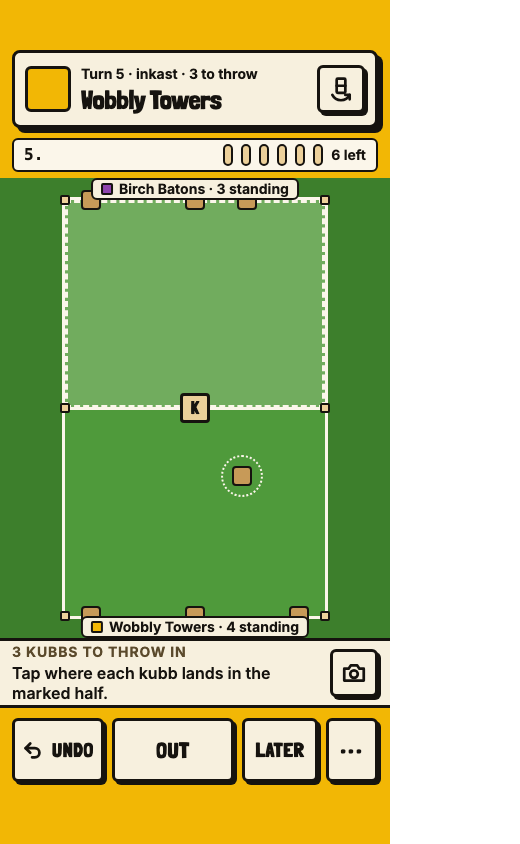 Turn 5 · inkast · 3 to throw
Wobbly Towers
5.
6 left
Birch Batons · 3 standing
K
Wobbly Towers · 4 standing
3 KUBBS TO THROW IN
Tap where each kubb lands in the
marked half.
UNDO
OUT
LATER